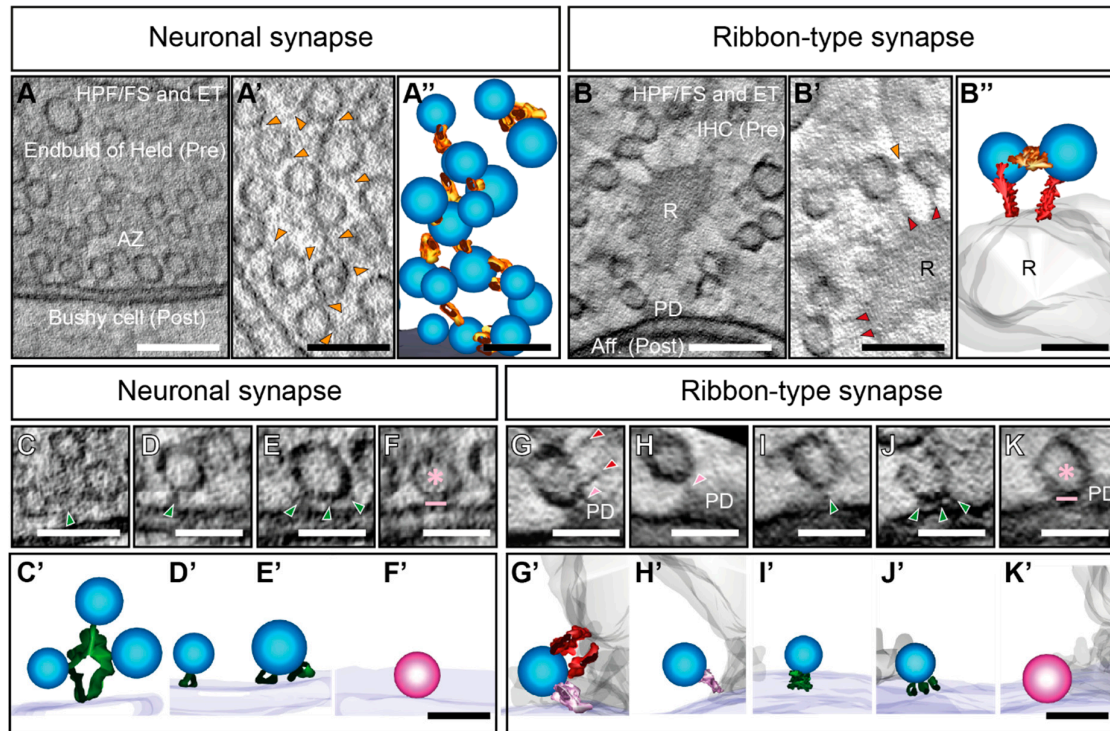 Neuronal synapse
Ribbon-type synapse
A
HPF/FS and ET
Endbulb of Held (Pre)
AZ
Bushy cell (Post)
A'
A''
B
HPF/FS and ET
IHC (Pre)
R
PD
Aff. (Post)
B'
R
B''
R
Neuronal synapse
Ribbon-type synapse
C
D
E
F
*
G
PD
H
PD
I
J
K
*
PD
C'
D'
E'
F'
G'
H'
I'
J'
K'